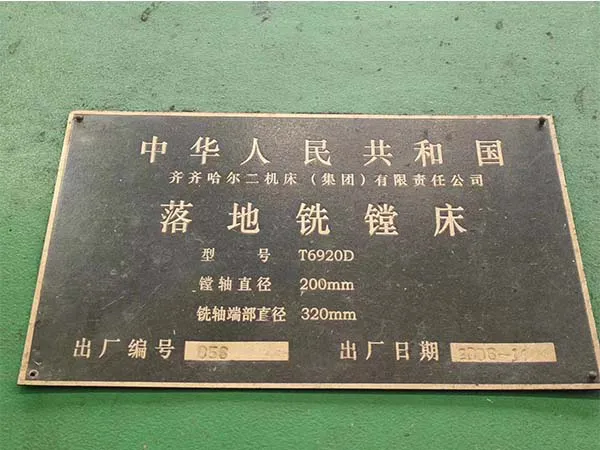 中华人民共和国
齐齐哈尔二机床(集团)有限责任公司
落地铣镗床
型 号 T6920D
镗轴直径 200mm
铣轴端部直径 320mm
出厂编号 056 出厂日期